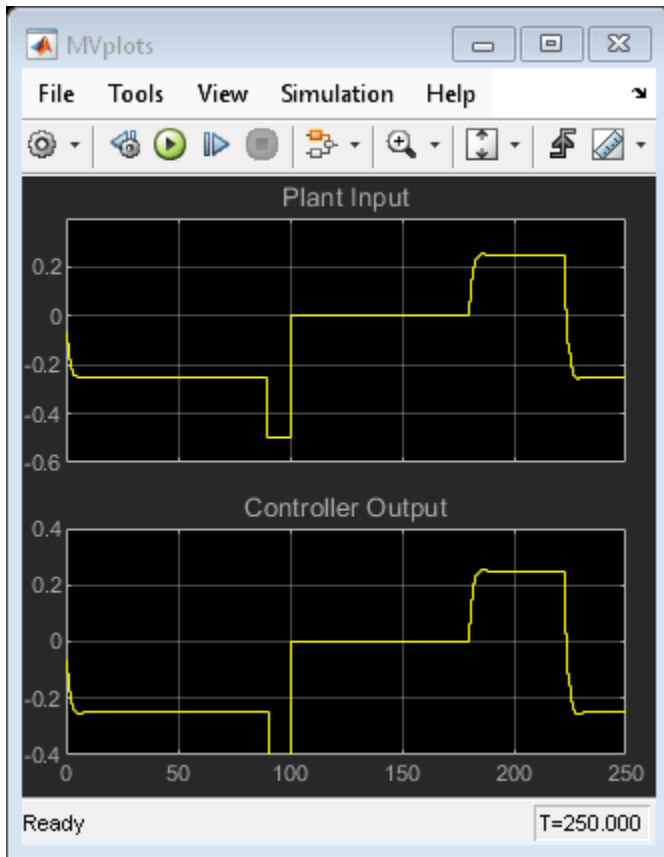 MVplots
File Tools View Simulation Help
Plant Input
0.2
0
-0.2
-0.4
-0.6
Controller Output
0.4
0.2
0
-0.2
-0.4
0 50 100 150 200 250
Ready T=250.000